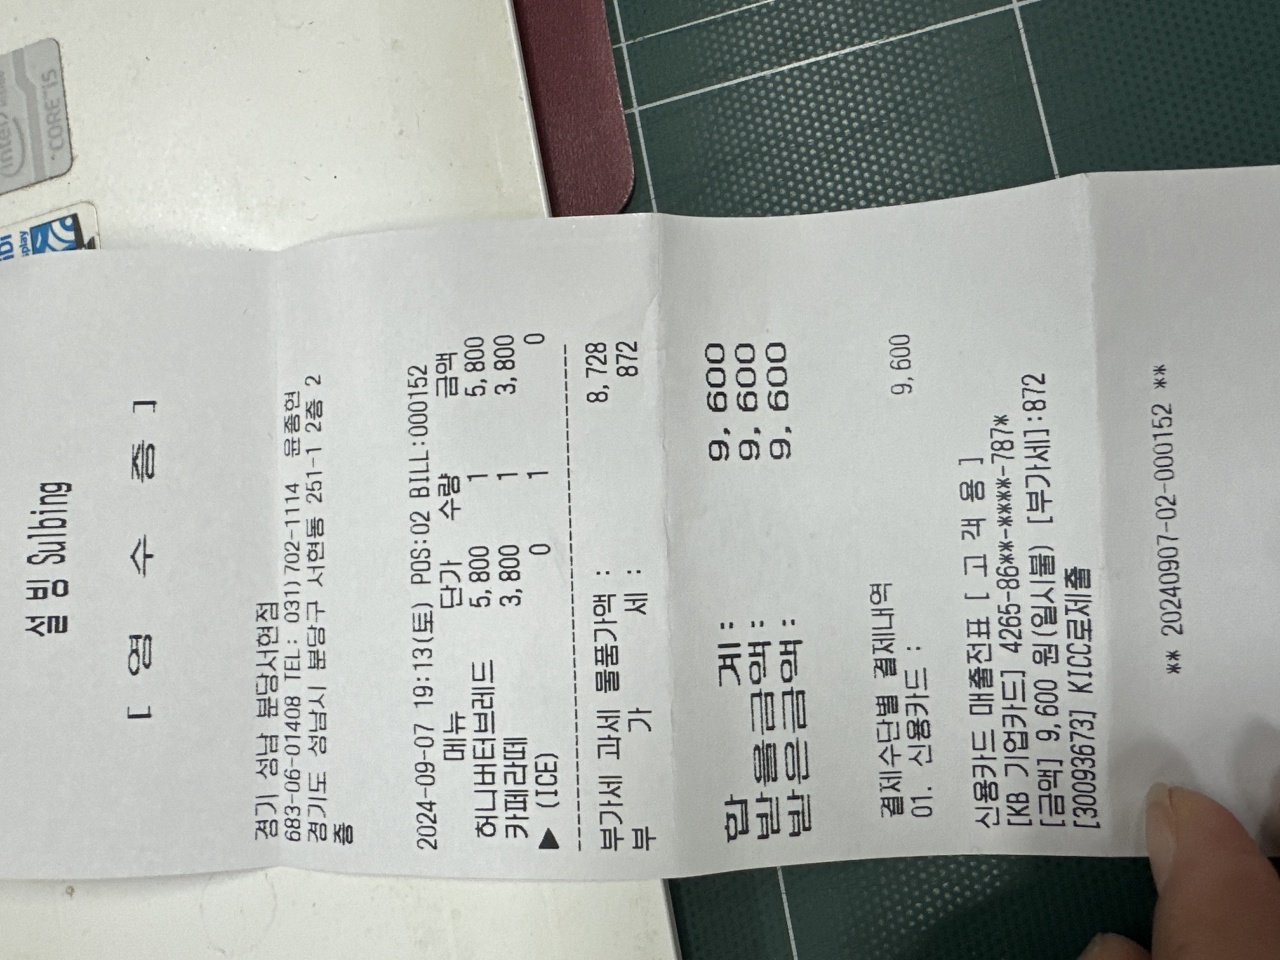 설빙 Sulbing
[ 영 수 증 ]
경기 성남 분당서현점
683-06-01408 TEL: 031)702-1114 윤종현
경기도 성남시 분당구 서현동 251-1 2층 2
층
2024-09-07 19:13(토) POS:02 BILL:000152
메뉴 단가 수량 금액
허니버터브레드 5,800 1 5,800
카페라떼 3,800 1 3,800
▶(ICE) 0 1 0
--------------------------------
부가세 과세 물품가액 : 8,728
부 가 세 : 872
합 계: 9,600
받을금액: 9,600
받은금액: 9,600
결제수단별 결제내역
01. 신용카드 : 9,600
신용카드 매출전표 [ 고 객 용 ]
[KB 기업카드] 4265-86**-****-787*
[금액] 9,600 원(일시불) [부가세]:872
[30093673] KICC로제출
** 20240907-02-000152 **
intel
CORE i5